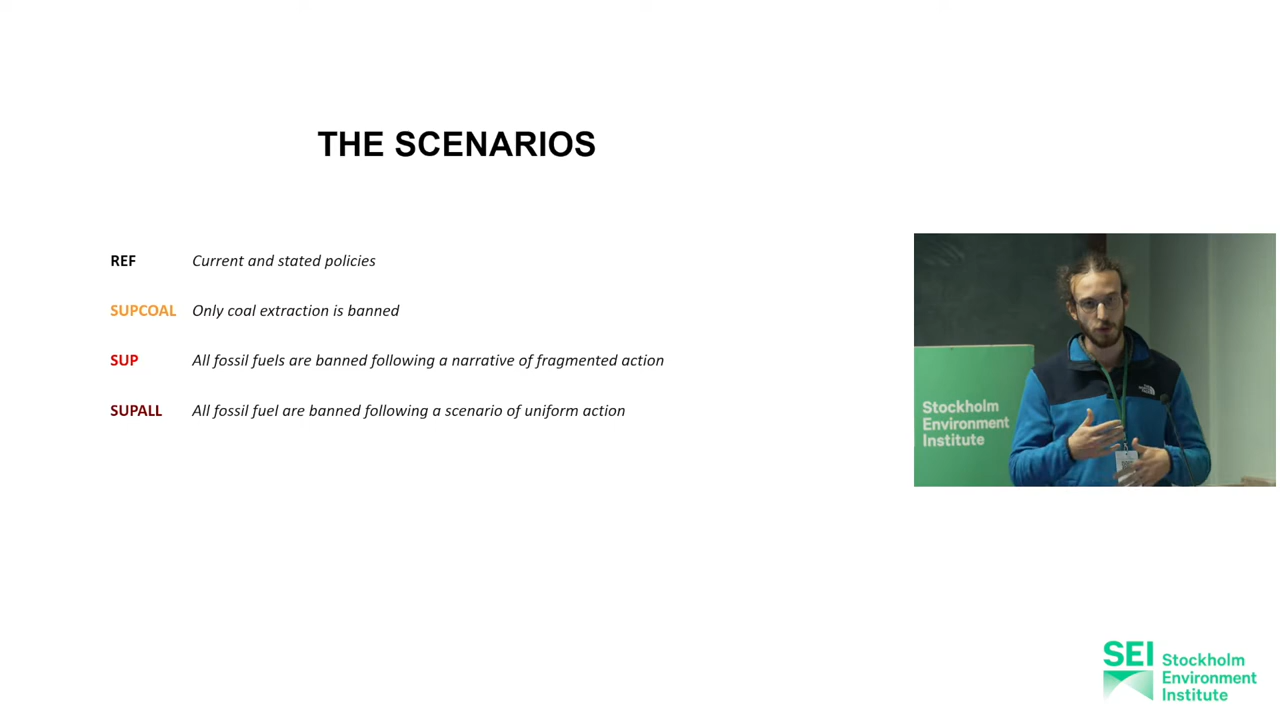 THE SCENARIOS
REF Current and stated policies
SUPCOAL Only coal extraction is banned
SUP All fossil fuels are banned following a narrative of fragmented action
SUPALL All fossil fuel are banned following a scenario of uniform action
Stockholm
Environment
Institute
SEI Stockholm
Environment
Institute